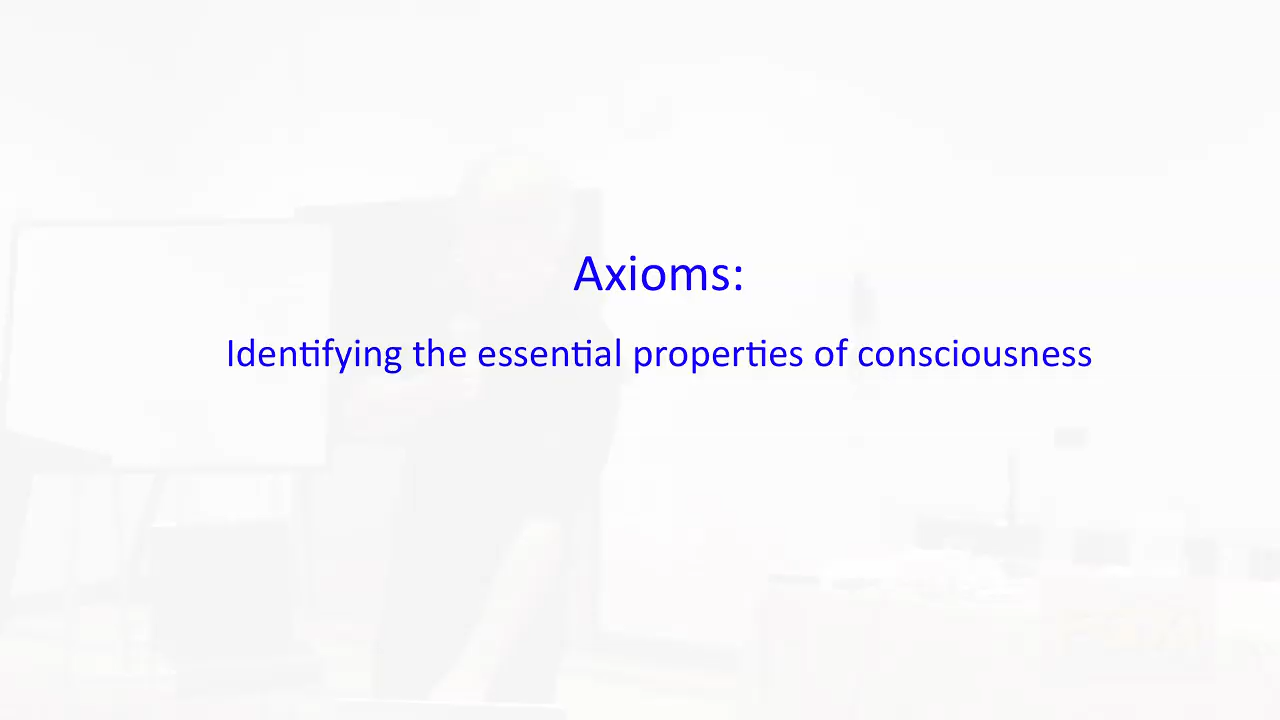 Axioms:
Identifying the essential properties of consciousness